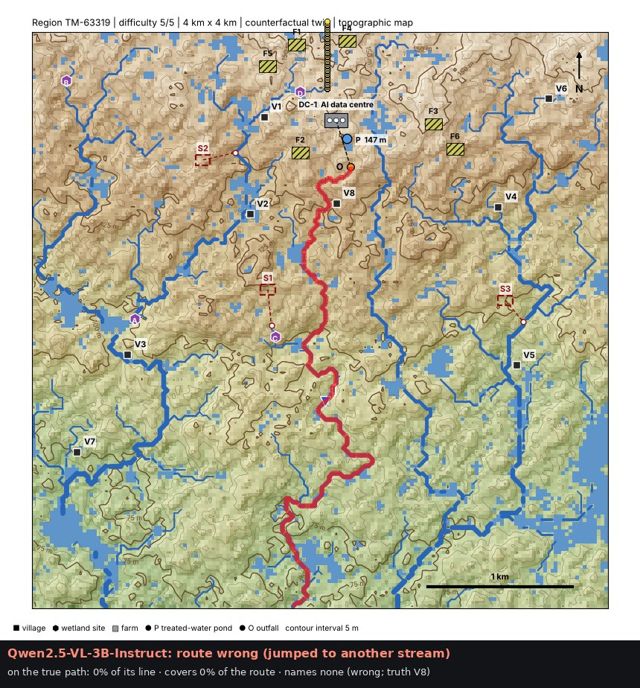 Region TM-63319 | difficulty 5/5 | 4 km x 4 km | counterfactual twin | topographic map
F1
F5
N
B
D
V6
V1
DC-1 AI data centre
F3
P 147 m
S2
F2
F6
O
V8
V4
V2
S1
S3
A
C
V3
V5
V7
75 m
75 m
1 km
■ village ● wetland site ▨ farm ● P treated-water pond ● O outfall contour interval 5 m
Qwen2.5-VL-3B-Instruct: route wrong (jumped to another stream)
on the true path: 0% of its line · covers 0% of the route · names none (wrong; truth V8)